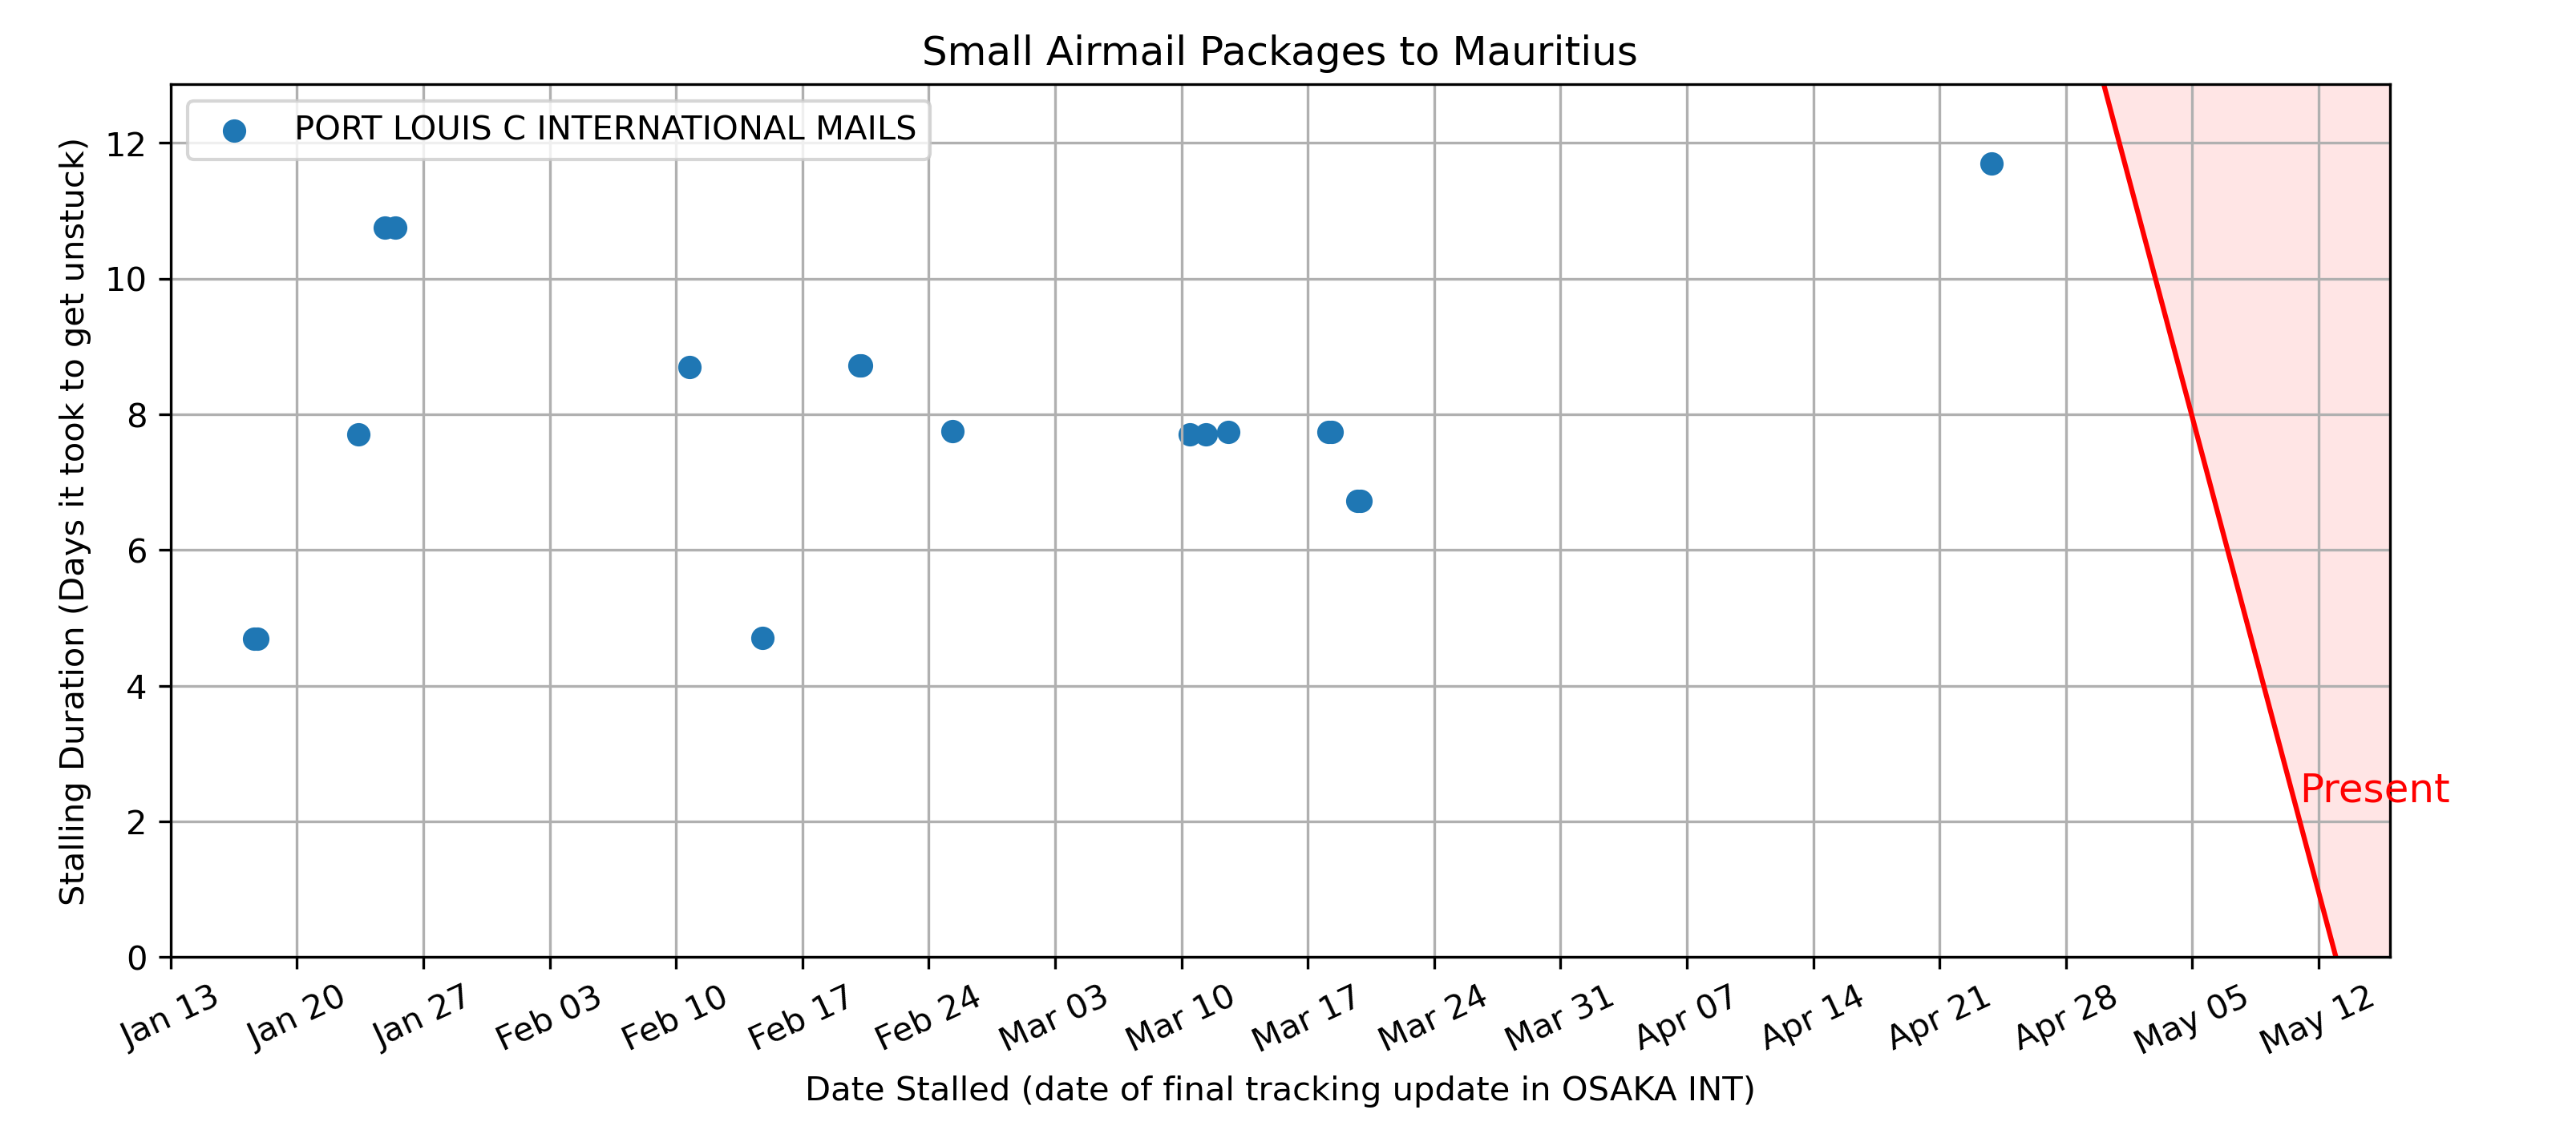 Small Airmail Packages to Mauritius
PORT LOUIS C INTERNATIONAL MAILS
Stalling Duration (Days it took to get unstuck)
12
10
8
6
4
2
0
Present
Jan 13
Jan 20
Jan 27
Feb 03
Feb 10
Feb 17
Feb 24
Mar 03
Mar 10
Mar 17
Mar 24
Mar 31
Apr 07
Apr 14
Apr 21
Apr 28
May 05
May 12
Date Stalled (date of final tracking update in OSAKA INT)